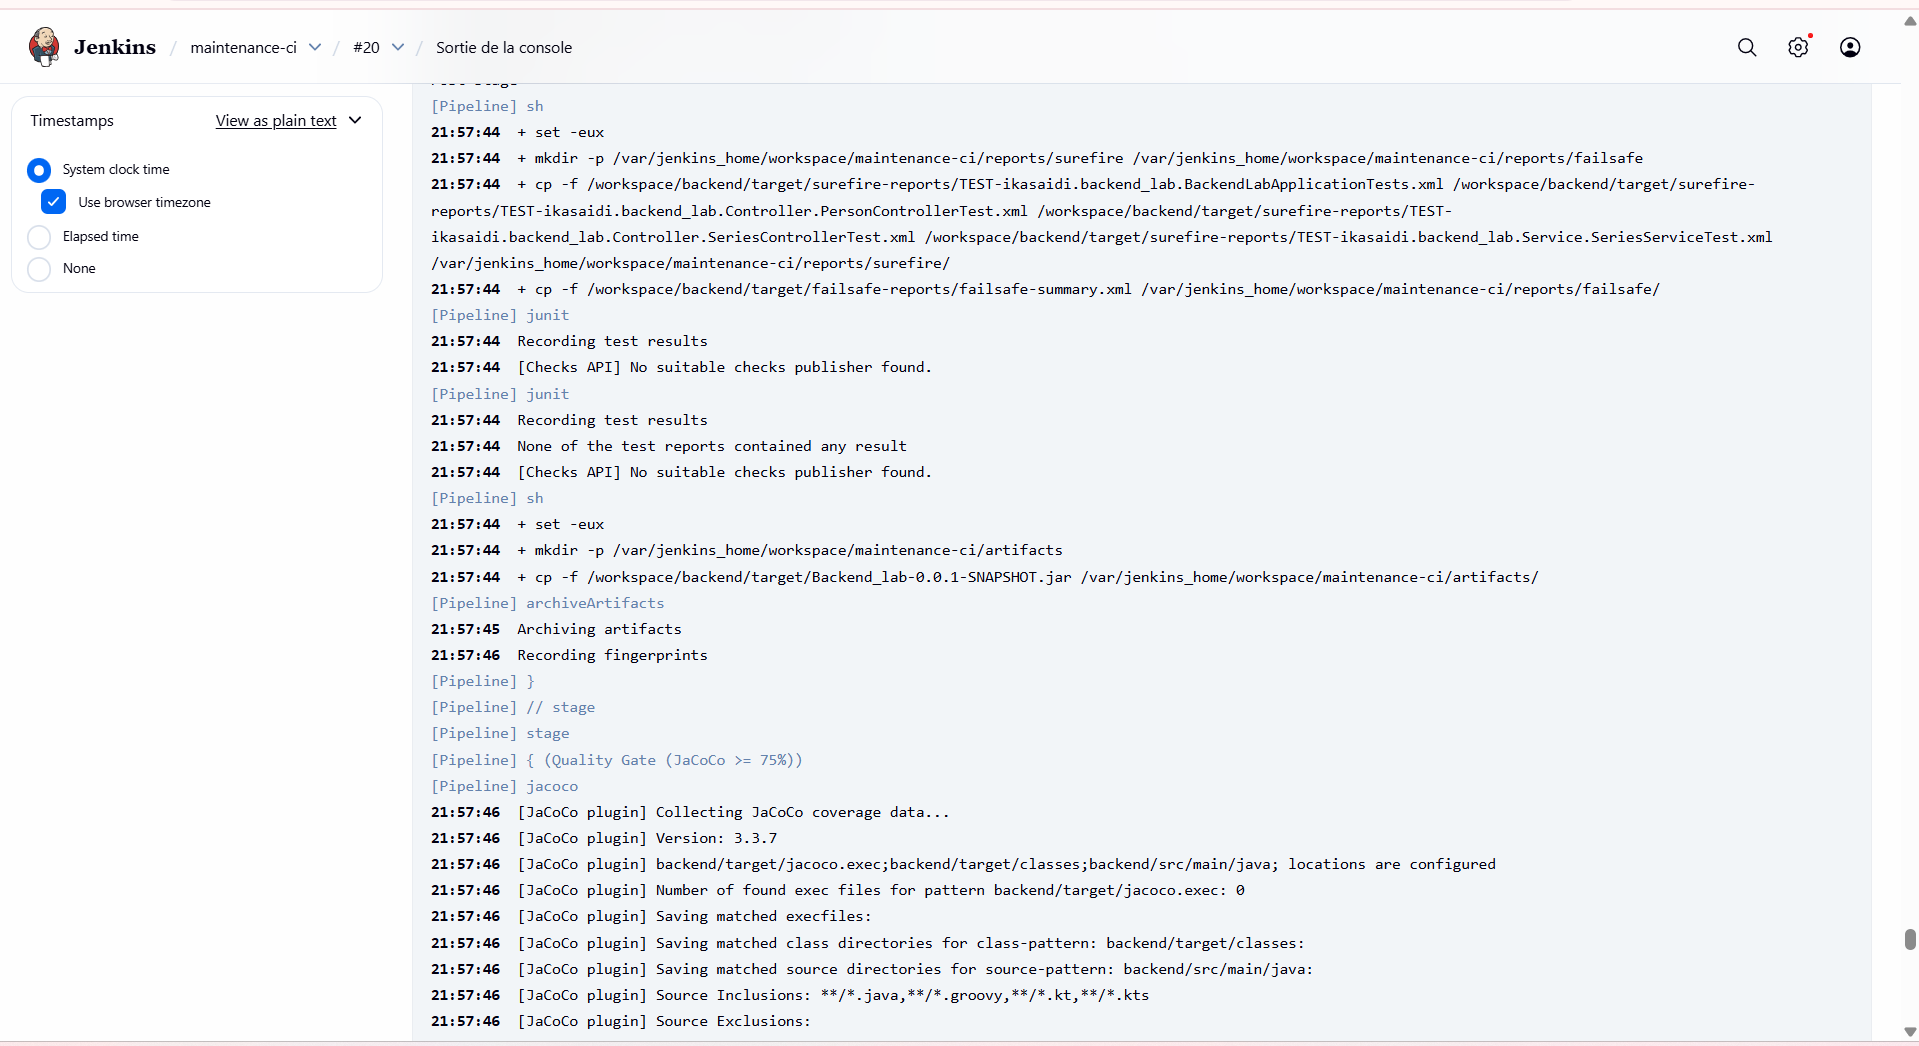 Jenkins / maintenance-ci / #20 / Sortie de la console
Timestamps
View as plain text
System clock time
Use browser timezone
Elapsed time
None
[Pipeline] sh
21:57:44 + set -eux
21:57:44 + mkdir -p /var/jenkins_home/workspace/maintenance-ci/reports/surefire /var/jenkins_home/workspace/maintenance-ci/reports/failsafe
21:57:44 + cp -f /workspace/backend/target/surefire-reports/TEST-ikasaidi.backend_lab.BackendLabApplicationTests.xml /workspace/backend/target/surefire-
reports/TEST-ikasaidi.backend_lab.Controller.PersonControllerTest.xml /workspace/backend/target/surefire-reports/TEST-
ikasaidi.backend_lab.Controller.SeriesControllerTest.xml /workspace/backend/target/surefire-reports/TEST-ikasaidi.backend_lab.Service.SeriesServiceTest.xml
/var/jenkins_home/workspace/maintenance-ci/reports/surefire/
21:57:44 + cp -f /workspace/backend/target/failsafe-reports/failsafe-summary.xml /var/jenkins_home/workspace/maintenance-ci/reports/failsafe/
[Pipeline] junit
21:57:44 Recording test results
21:57:44 [Checks API] No suitable checks publisher found.
[Pipeline] junit
21:57:44 Recording test results
21:57:44 None of the test reports contained any result
21:57:44 [Checks API] No suitable checks publisher found.
[Pipeline] sh
21:57:44 + set -eux
21:57:44 + mkdir -p /var/jenkins_home/workspace/maintenance-ci/artifacts
21:57:44 + cp -f /workspace/backend/target/Backend_lab-0.0.1-SNAPSHOT.jar /var/jenkins_home/workspace/maintenance-ci/artifacts/
[Pipeline] archiveArtifacts
21:57:45 Archiving artifacts
21:57:46 Recording fingerprints
[Pipeline] }
[Pipeline] // stage
[Pipeline] stage
[Pipeline] { (Quality Gate (JaCoCo >= 75%))
[Pipeline] jacoco
21:57:46 [JaCoCo plugin] Collecting JaCoCo coverage data...
21:57:46 [JaCoCo plugin] Version: 3.3.7
21:57:46 [JaCoCo plugin] backend/target/jacoco.exec;backend/target/classes;backend/src/main/java; locations are configured
21:57:46 [JaCoCo plugin] Number of found exec files for pattern backend/target/jacoco.exec: 0
21:57:46 [JaCoCo plugin] Saving matched execfiles:
21:57:46 [JaCoCo plugin] Saving matched class directories for class-pattern: backend/target/classes:
21:57:46 [JaCoCo plugin] Saving matched source directories for source-pattern: backend/src/main/java:
21:57:46 [JaCoCo plugin] Source Inclusions: **/*.java,**/*.groovy,**/*.kt,**/*.kts
21:57:46 [JaCoCo plugin] Source Exclusions: